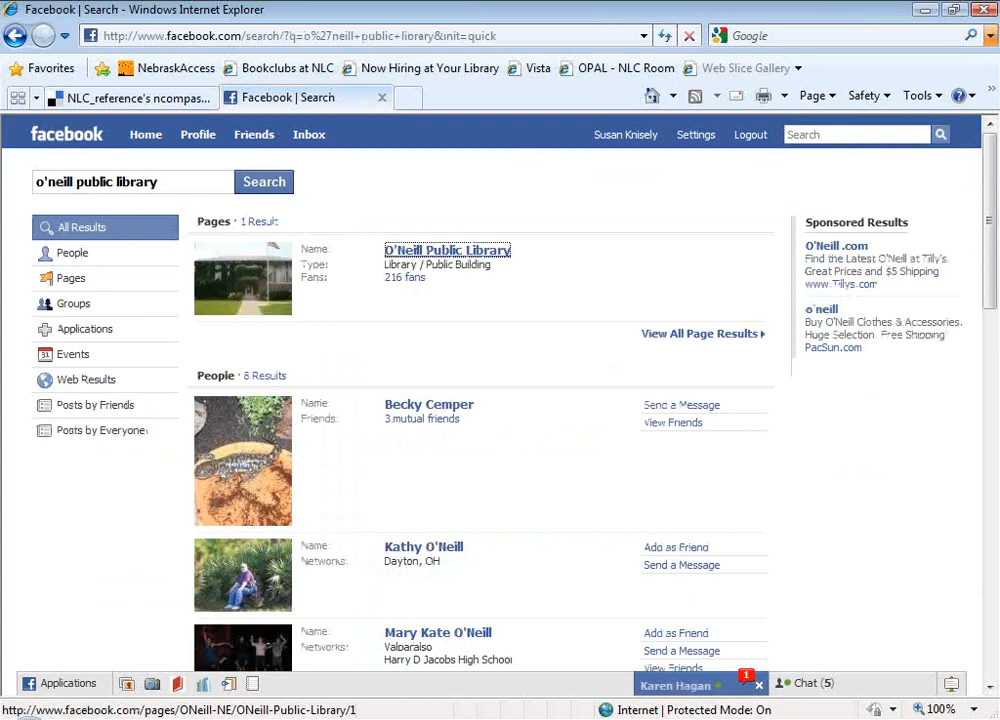 Facebook | Search - Windows Internet Explorer
http://www.facebook.com/search/?q=o%27neill+public+library&init=quick
Google
Favorites
NebraskAccess
Bookclubs at NLC
Now Hiring at Your Library
Vista
OPAL - NLC Room
Web Slice Gallery
NLC_reference's ncompas...
Facebook | Search
Page
Safety
Tools
facebook
Home
Profile
Friends
Inbox
Susan Knisely
Settings
Logout
Search
o'neill public library
Search
All Results
People
Pages
Groups
Applications
31 Events
Web Results
Posts by Friends
Posts by Everyone
Pages · 1 Result
Name: O'Neill Public Library
Type: Library / Public Building
Fans: 216 fans
View All Page Results
People · 8 Results
Name: Becky Cemper
Friends: 3 mutual friends
Send a Message
View Friends
Name: Kathy O'Neill
Networks: Dayton, OH
Add as Friend
Send a Message
Name: Mary Kate O'Neill
Networks: Valparaiso
Harry D Jacobs High School
Add as Friend
Send a Message
View Friends
Sponsored Results
O'Neill .com
Find the Latest O'Neill at Tilly's.
Great Prices and $5 Shipping
www.Tillys.com
o'neill
Buy O'Neill Clothes & Accessories.
Huge Selection. Free Shipping
PacSun.com
Applications
Karen Hagan
1
Chat (5)
http://www.facebook.com/pages/ONeill-NE/ONeill-Public-Library/1
Internet | Protected Mode: On
100%